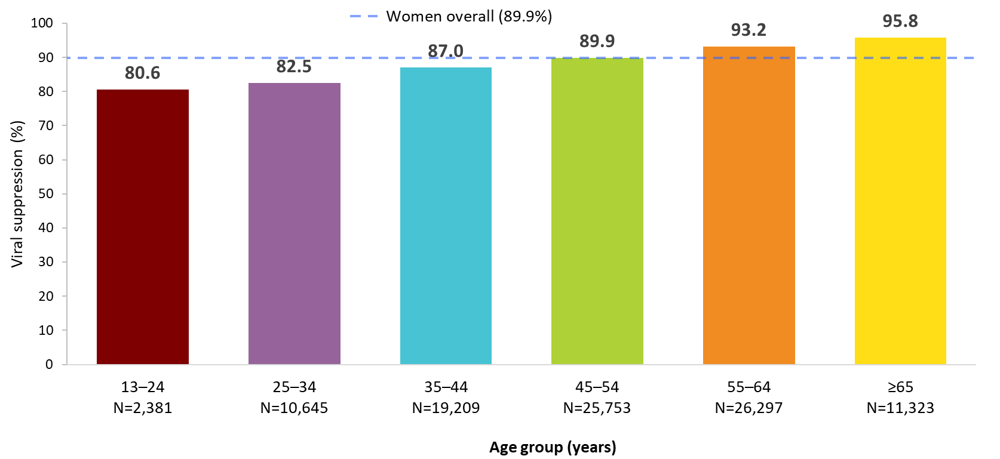 Women overall (89.9%)
100
90
80
70
60
50
40
30
20
10
0
Viral suppression (%)
80.6
82.5
87.0
89.9
93.2
95.8
13–24
N=2,381
25–34
N=10,645
35–44
N=19,209
45–54
N=25,753
55–64
N=26,297
≥65
N=11,323
Age group (years)